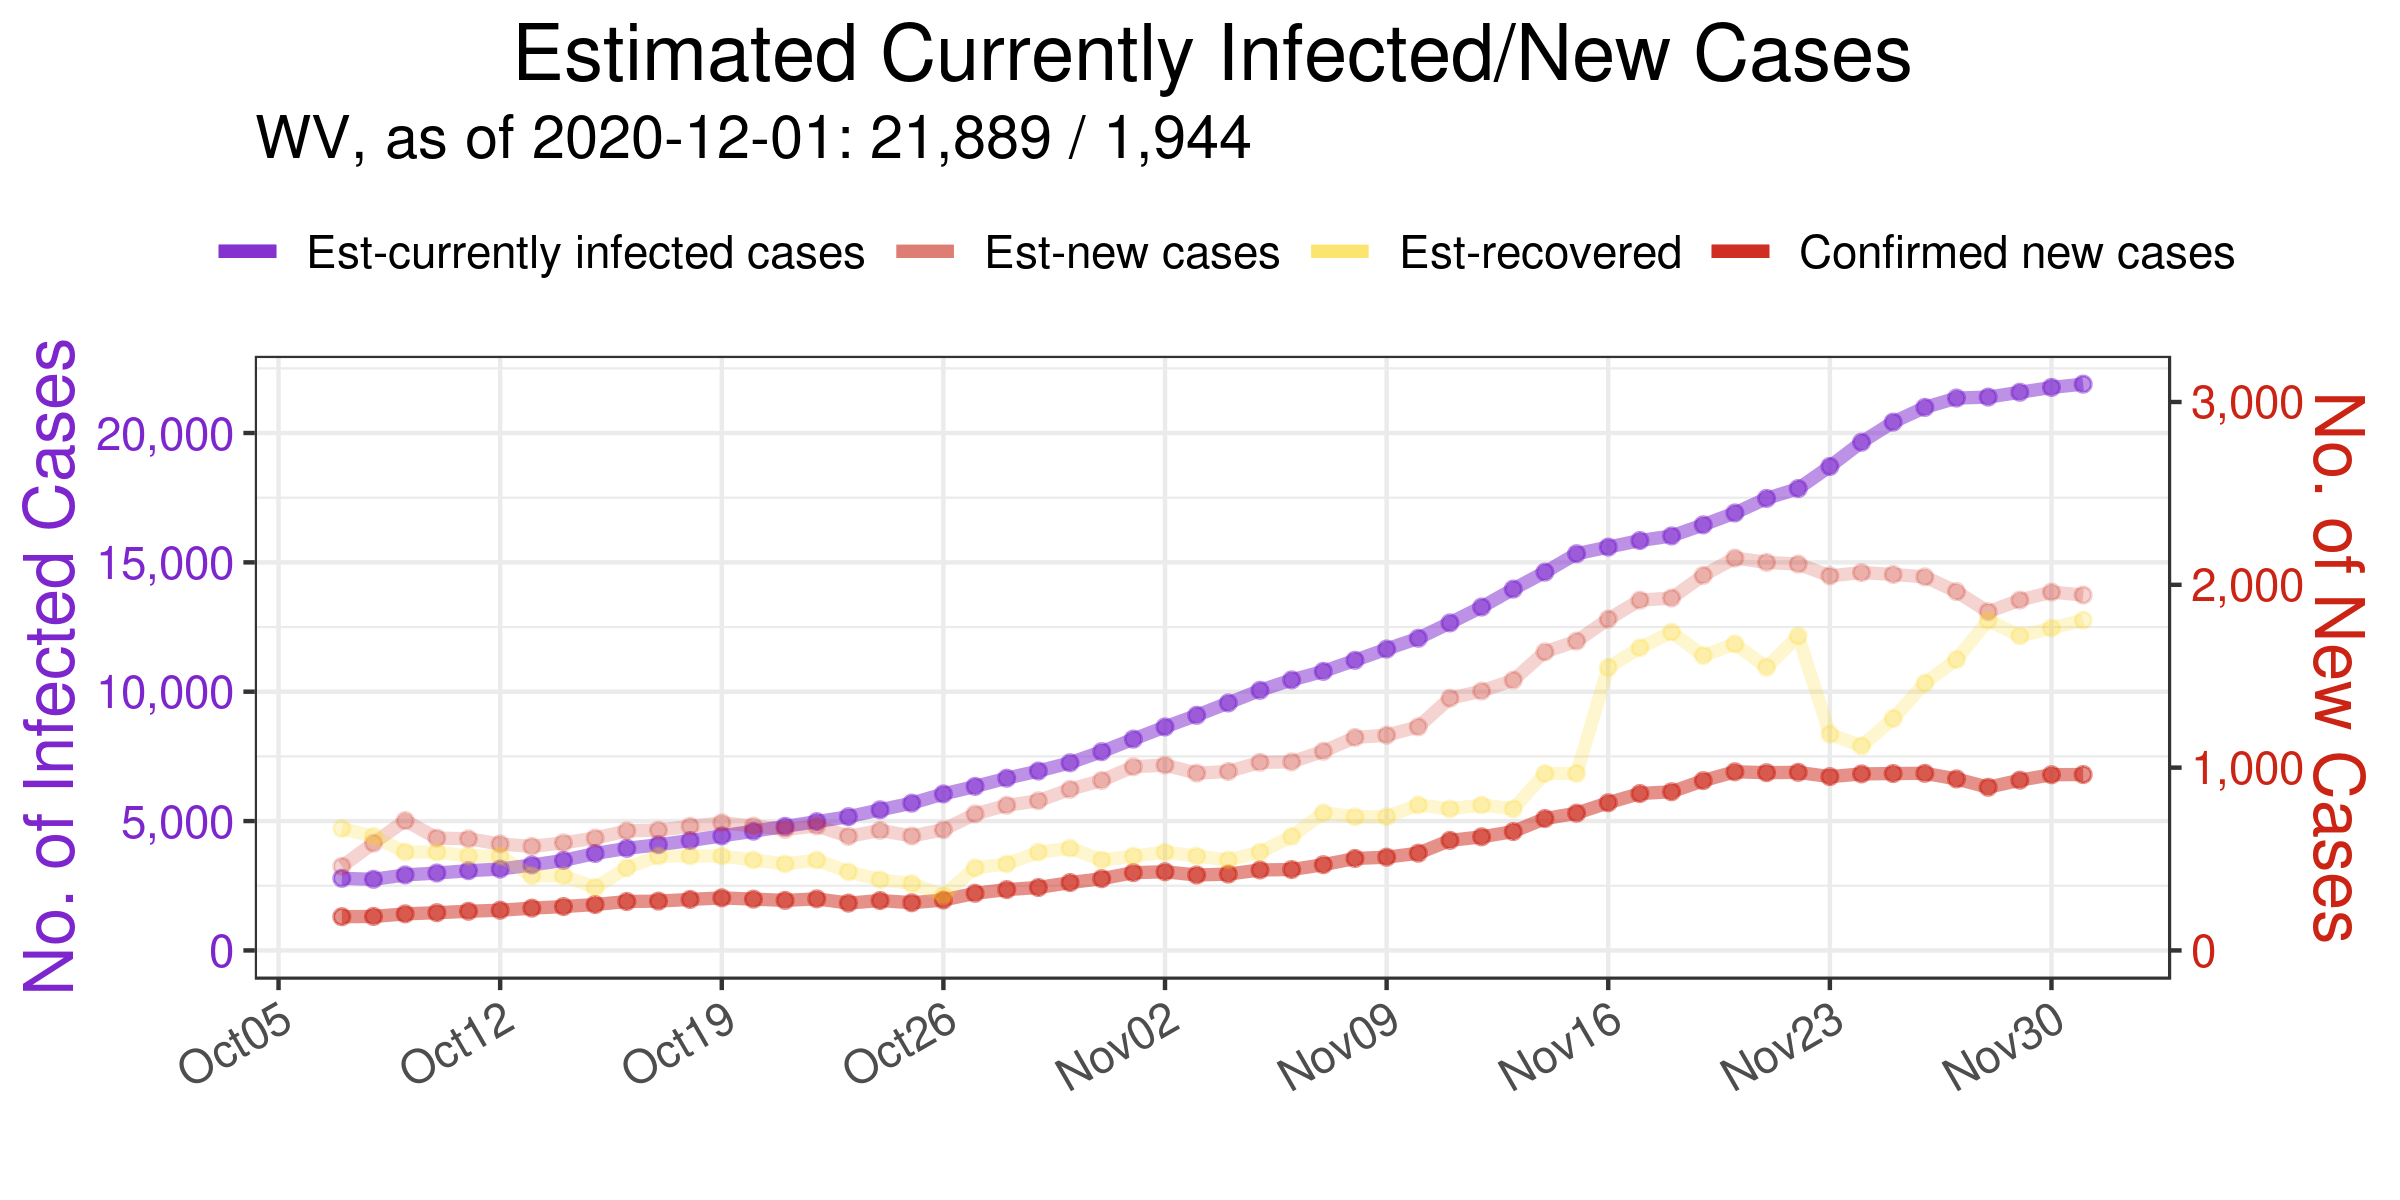 Estimated Currently Infected/New Cases
WV, as of 2020-12-01: 21,889 / 1,944
Est-currently infected cases
Est-new cases
Est-recovered
Confirmed new cases
No. of Infected Cases
20,000
15,000
10,000
5,000
0
3,000
2,000
1,000
0
No. of New Cases
Oct05
Oct12
Oct19
Oct26
Nov02
Nov09
Nov16
Nov23
Nov30